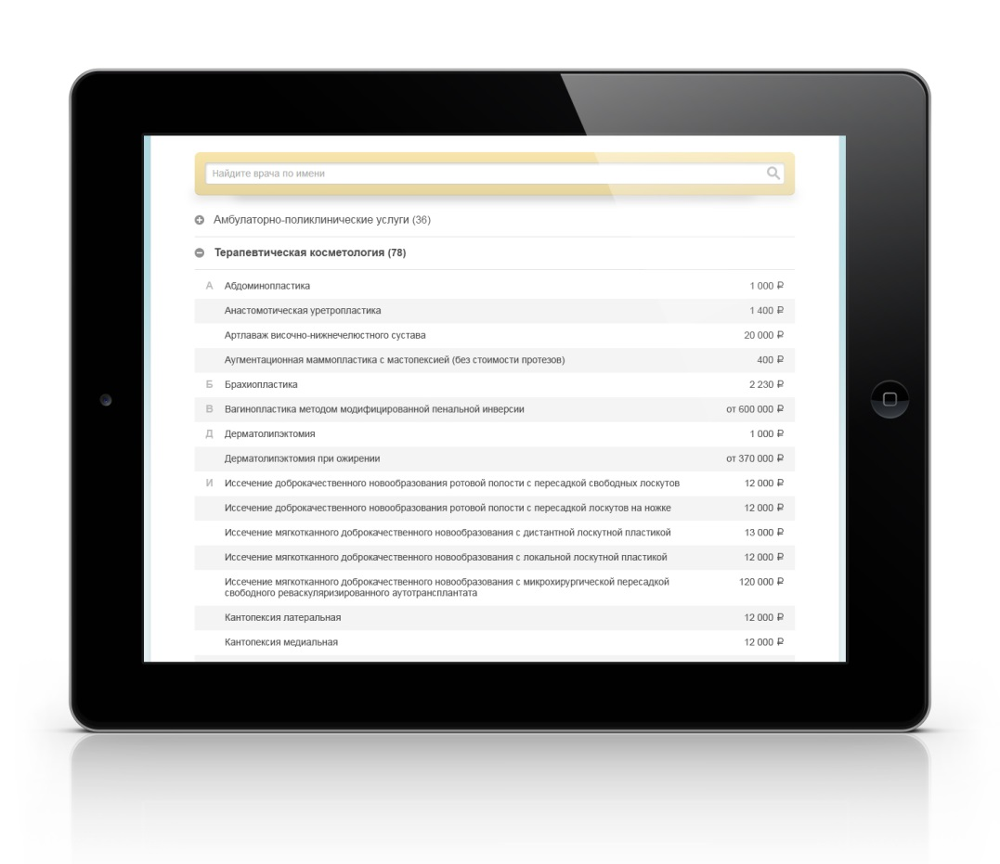 Найдите врача по имени
Амбулаторно-поликлинические услуги (36)
Терапевтическая косметология (78)
А Абдоминопластика 1 000 ₽
Анастомотическая уретропластика 1 400 ₽
Артлаваж височно-нижнечелюстного сустава 20 000 ₽
Аугментационная маммопластика с мастопексией (без стоимости протезов) 400 ₽
Б Брахиопластика 2 230 ₽
В Вагинопластика методом модифицированной пенальной инверсии от 600 000 ₽
Д Дерматолипэктомия 1 000 ₽
Дерматолипэктомия при ожирении от 370 000 ₽
И Иссечение доброкачественного новообразования ротовой полости с пересадкой свободных лоскутов 12 000 ₽
Иссечение доброкачественного новообразования ротовой полости с пересадкой лоскутов на ножке 12 000 ₽
Иссечение мягкотканного доброкачественного новообразования с дистантной лоскутной пластикой 13 000 ₽
Иссечение мягкотканного доброкачественного новообразования с локальной лоскутной пластикой 12 000 ₽
Иссечение мягкотканного доброкачественного новообразования с микрохирургической пересадкой 120 000 ₽
свободного реваскуляризированного аутотрансплантата
Кантопексия латеральная 12 000 ₽
Кантопексия медиальная 12 000 ₽